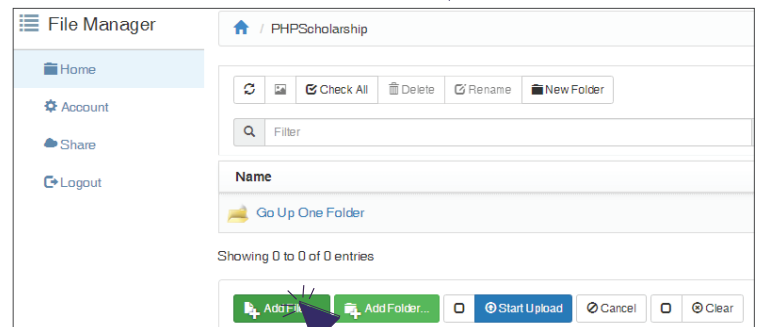 File Manager
/ PHPScholarship
Home
Account
Share
Logout
Check All Delete Rename New Folder
Filter
Name
Go Up One Folder
Showing 0 to 0 of 0 entries
Add Add Folder... Start Upload Cancel Clear